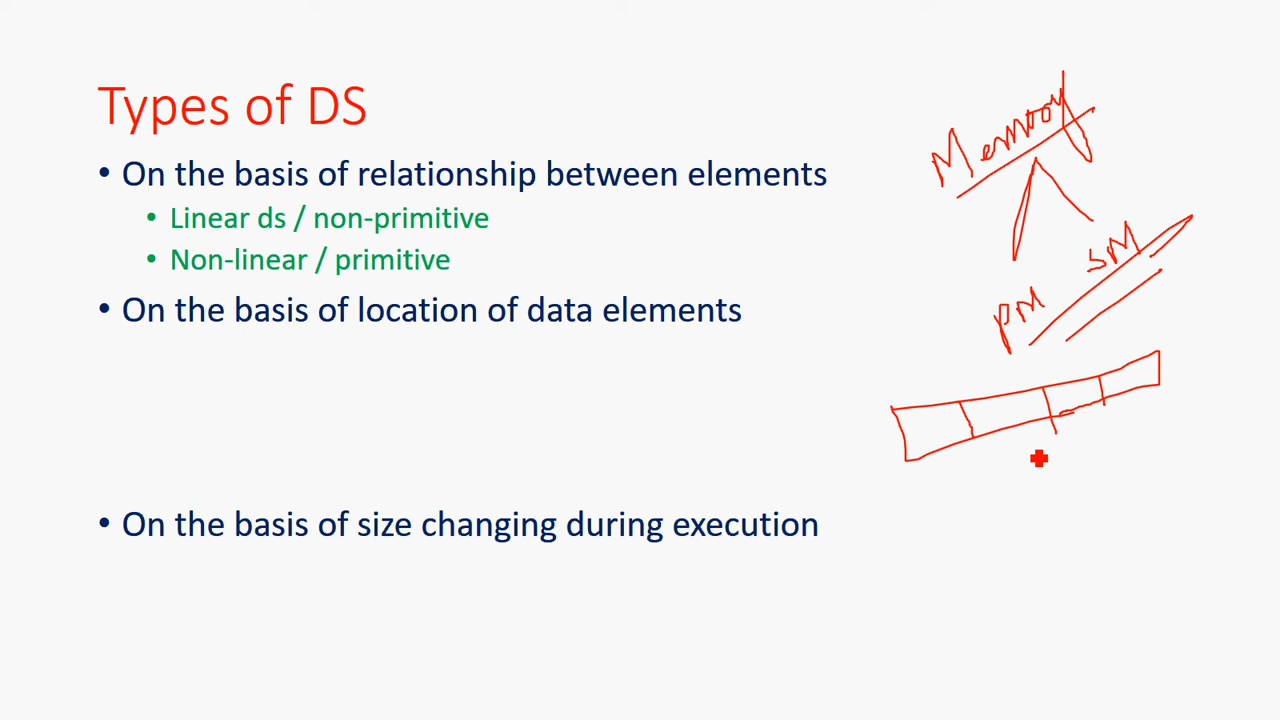 Types of DS
• On the basis of relationship between elements
• Linear ds / non-primitive
• Non-linear / primitive
• On the basis of location of data elements
• On the basis of size changing during execution
Memory
SM
PM